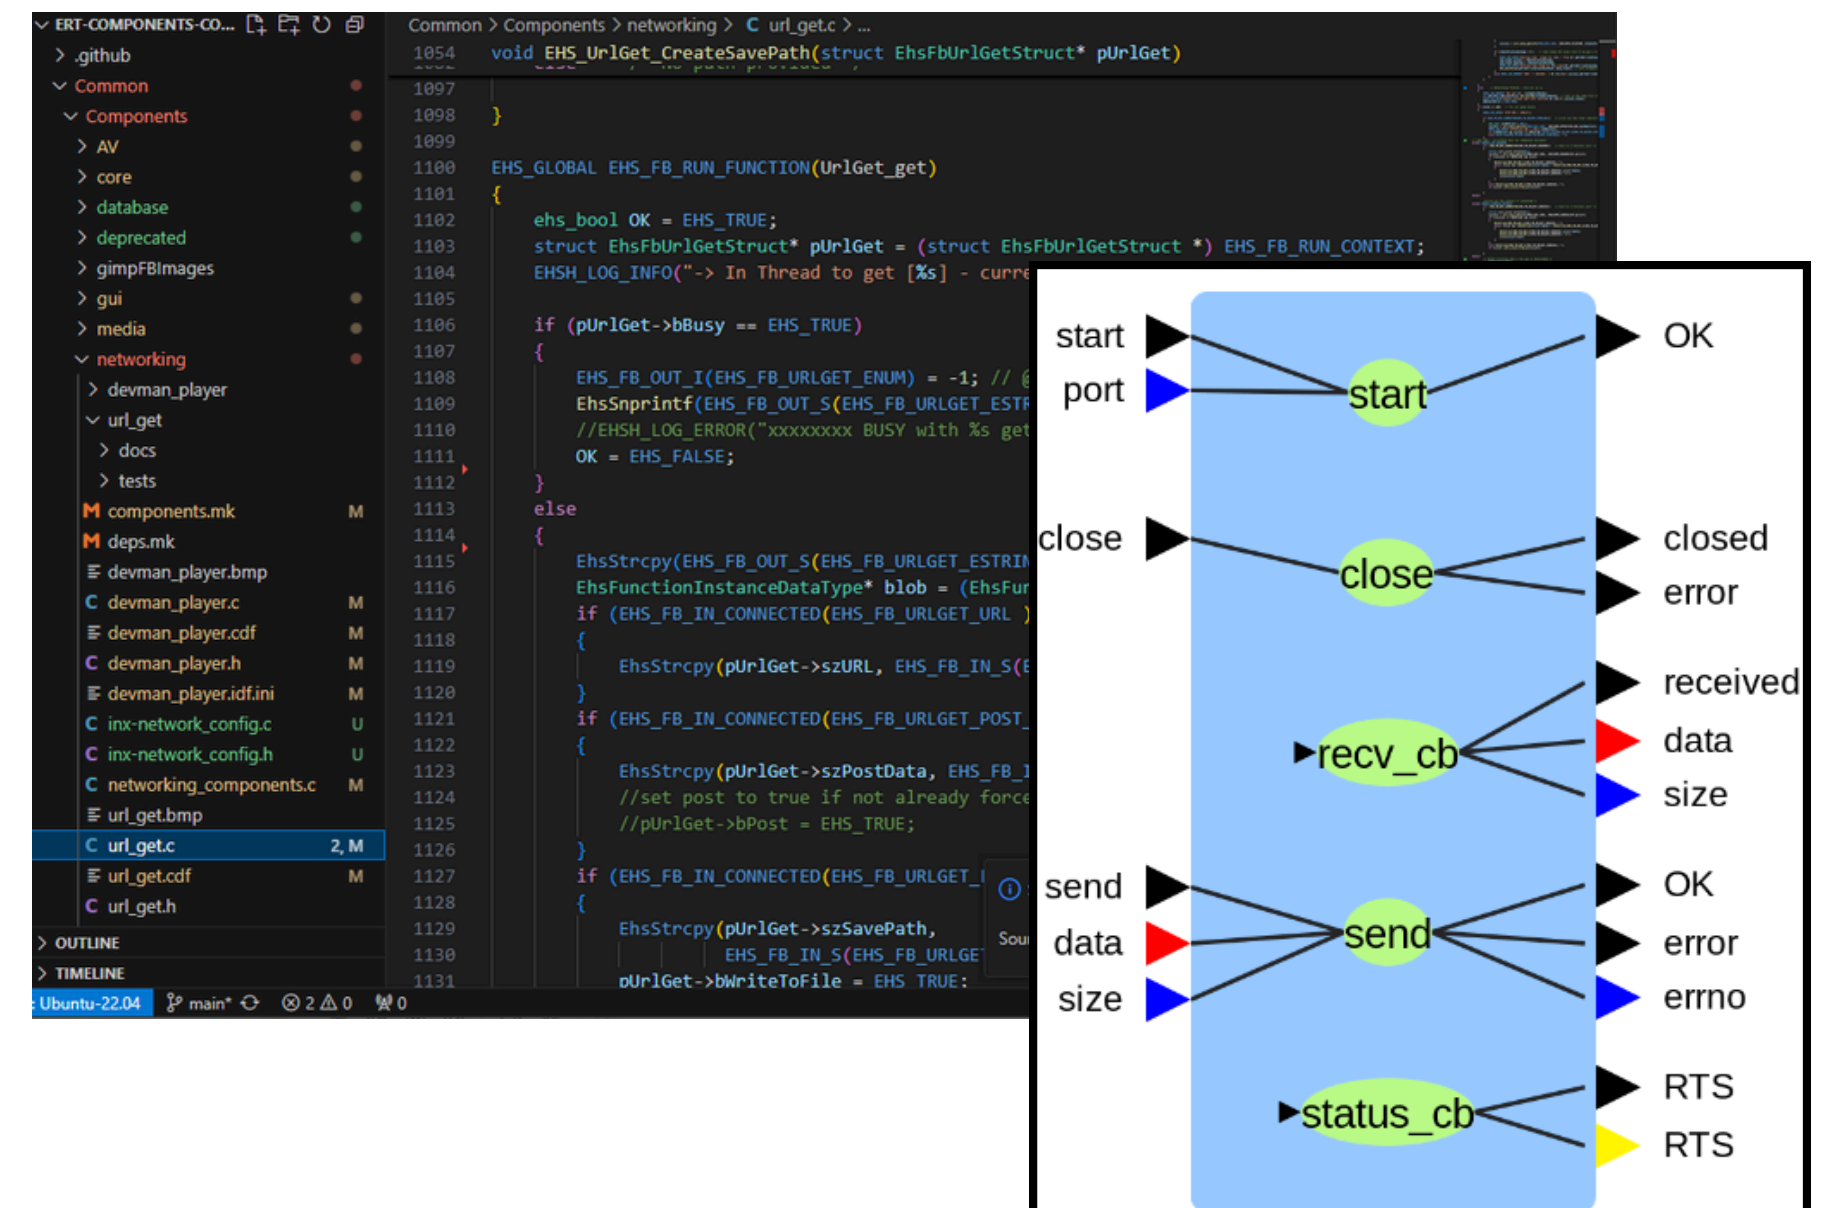 ERT-COMPONENTS-CO...
.github
Common
Components
AV
core
database
deprecated
gimpFBImages
gui
media
networking
devman_player
url_get
docs
tests
components.mk M
deps.mk
devman_player.bmp
devman_player.c M
devman_player.cdf M
devman_player.h M
devman_player.idf.ini M
inx-network_config.c U
inx-network_config.h U
networking_components.c M
url_get.bmp
url_get.c 2, M
url_get.cdf M
url_get.h
OUTLINE
TIMELINE
Ubuntu-22.04 main* 2 0 0
Common > Components > networking > C url_get.c > ...
1054 void EHS_UrlGet_CreateSavePath(struct EhsFbUrlGetStruct* pUrlGet)
1097
1098 }
1099
1100 EHS_GLOBAL EHS_FB_RUN_FUNCTION(UrlGet_get)
1101 {
1102 ehs_bool OK = EHS_TRUE;
1103 struct EhsFbUrlGetStruct* pUrlGet = (struct EhsFbUrlGetStruct *) EHS_FB_RUN_CONTEXT;
1104 EHSH_LOG_INFO("-> In Thread to get [%s] - curre
1105
1106 if (pUrlGet->bBusy == EHS_TRUE)
1107 {
1108 EHS_FB_OUT_I(EHS_FB_URLGET_ENUM) = -1; // @
1109 EhsSnprintf(EHS_FB_OUT_S(EHS_FB_URLGET_ESTR
1110 //EHSH_LOG_ERROR("xxxxxxxx BUSY with %s get
1111 OK = EHS_FALSE;
1112 }
1113 else
1114 {
1115 EhsStrcpy(EHS_FB_OUT_S(EHS_FB_URLGET_ESTRIN
1116 EhsFunctionInstanceDataType* blob = (EhsFun
1117 if (EHS_FB_IN_CONNECTED(EHS_FB_URLGET_URL )
1118 {
1119 EhsStrcpy(pUrlGet->szURL, EHS_FB_IN_S(E
1120 }
1121 if (EHS_FB_IN_CONNECTED(EHS_FB_URLGET_POST_
1122 {
1123 EhsStrcpy(pUrlGet->szPostData, EHS_FB_I
1124 //set post to true if not already force
1125 //pUrlGet->bPost = EHS_TRUE;
1126 }
1127 if (EHS_FB_IN_CONNECTED(EHS_FB_URLGET_
1128 {
1129 EhsStrcpy(pUrlGet->szSavePath,
1130 EHS_FB_IN_S(EHS_FB_URLGE
1131 pUrlGet->bWriteToFile = EHS_TRUE;
Sou
start
port
start
OK
close
close
closed
error
recv_cb
received
data
size
send
data
size
send
OK
error
errno
status_cb
RTS
RTS